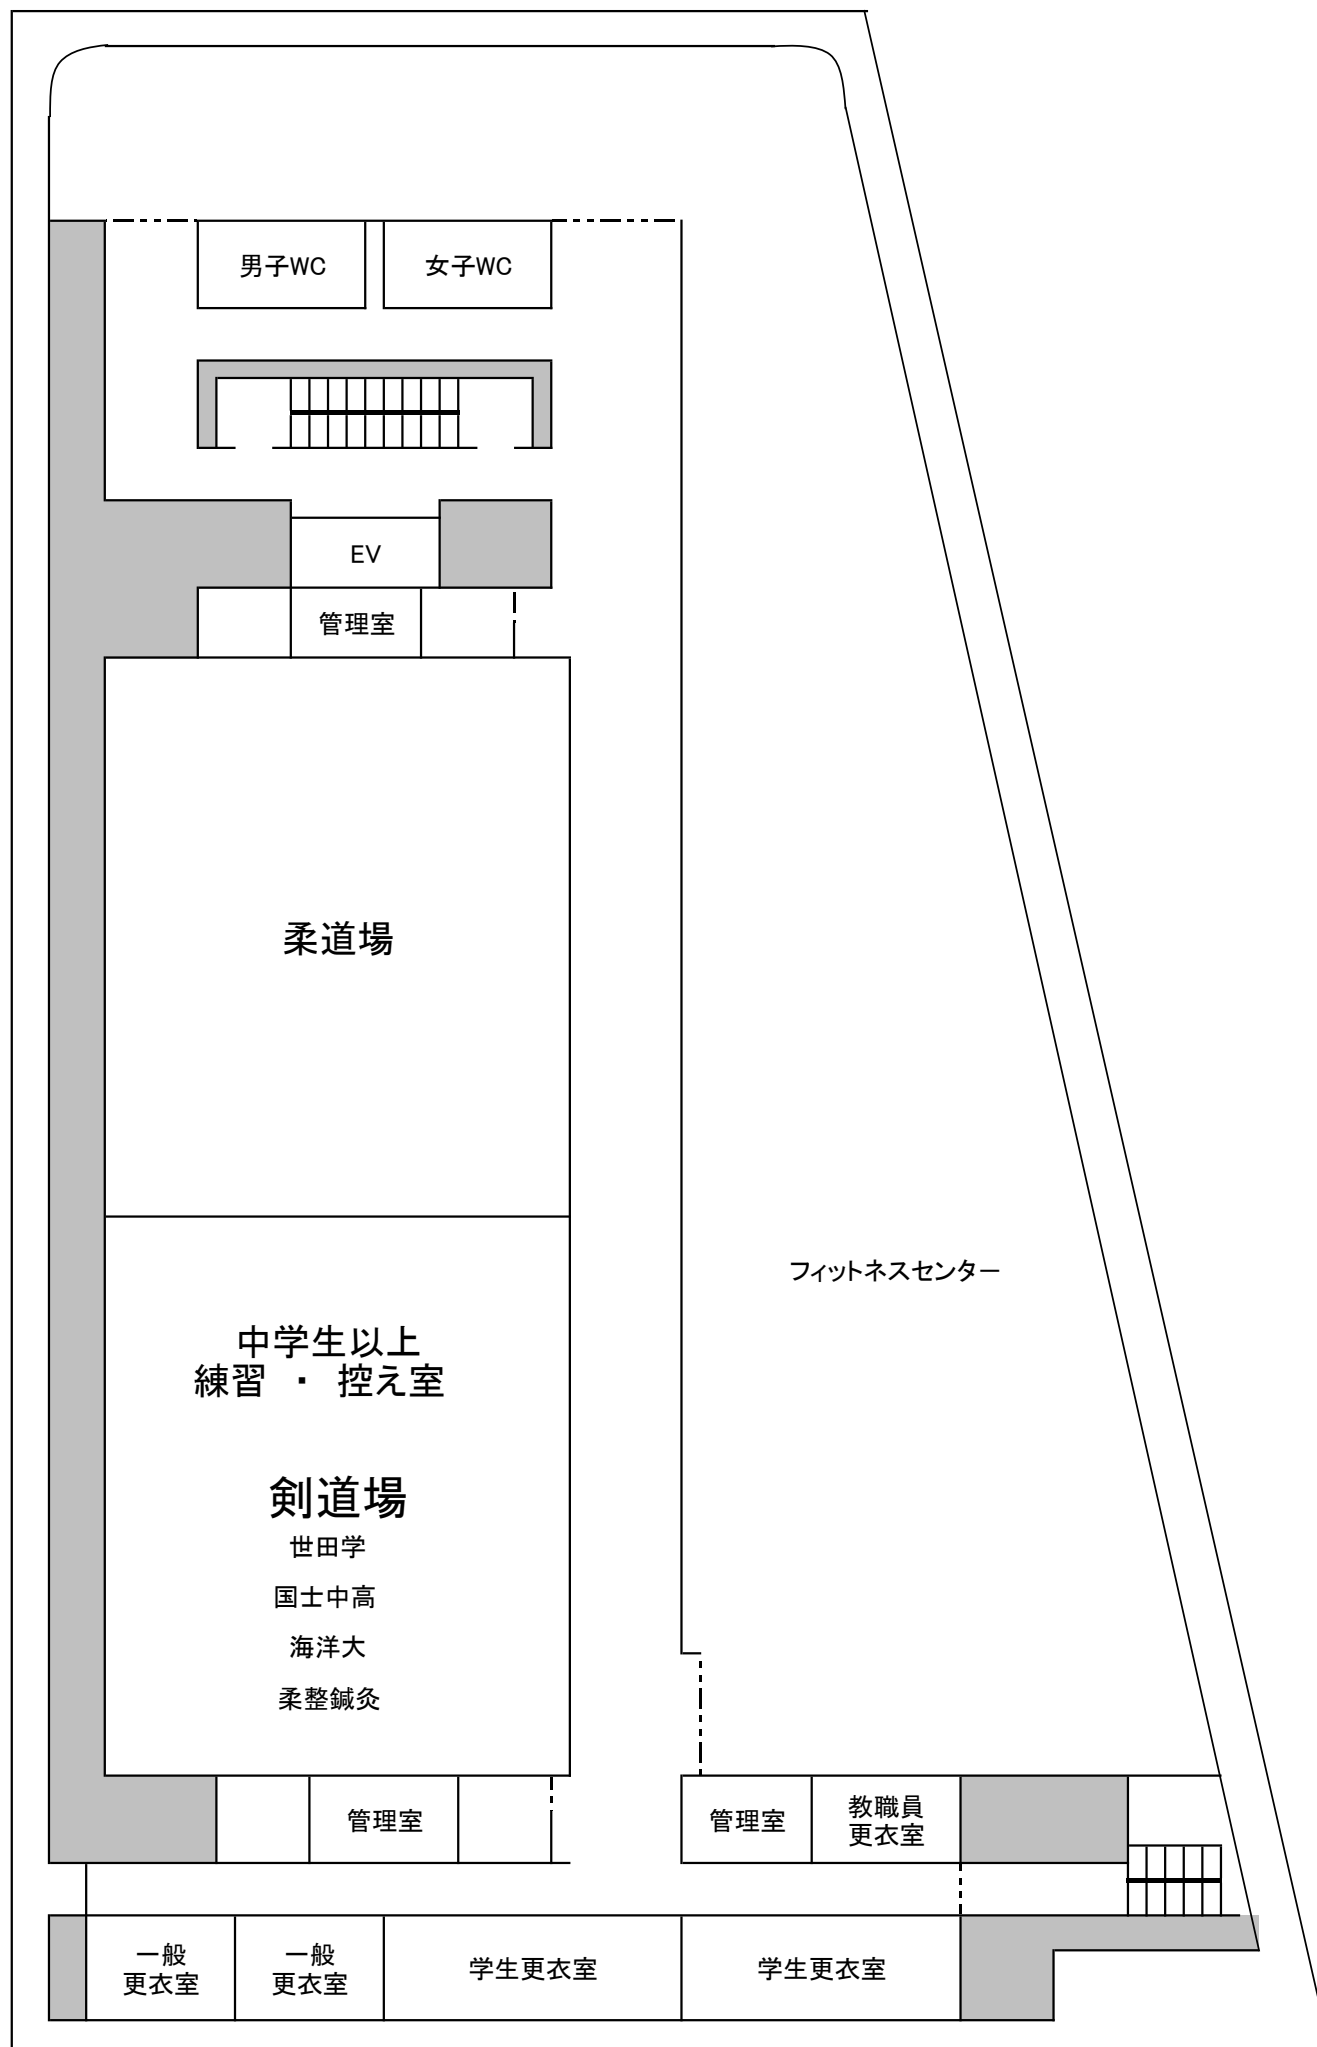 男子WC
女子WC
EV
管理室
柔道場
フィットネスセンター
中学生以上
練習 ・ 控え室
剣道場
世田学
国士中高
海洋大
柔整鍼灸
管理室
管理室
教職員
更衣室
一般
更衣室
一般
更衣室
学生更衣室
学生更衣室